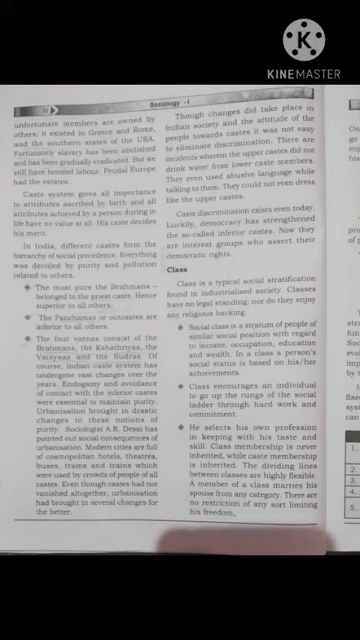 KINEMASTER
Sociology - I
unfortunate members are owned by
others; it existed in Greece and Rome,
and the southern states of the USA.
Fortunately slavery has been abolished
and has been gradually eradicated. But we
still have bonded labour. Feudal Europe
had the estates.
Caste system gives all importance
to attributes ascribed by birth and all
attributes achieved by a person during in
life have no value at all. His caste decides
his merit.
In India, different castes form the
hierarchy of social precedence. Everything
was decided by purity and pollution
related to others.
The most pure the Brahmans -
belonged to the priest caste. Hence
superior to all others.
The Panchamas or outcastes are
inferior to all others.
The four varnas consist of the
Brahmans, the Kshathriyas, the
Vaisyaas and the Sudras. Of
course, Indian caste system has
undergone vast changes over the
years. Endogamy and avoidance
of contact with the inferior castes
were essential to maintain purity.
Urbanisation brought in drastic
changes to these notions of
purity. Sociologist A.R. Desai has
pointed out social consequences of
urbanisation. Modern cities are full
of cosmopolitan hotels, theatres,
buses, trams and trains which
were used by crowds of people of all
castes. Even though castes had not
vanished altogether, urbanisation
had brought in several changes for
the better.
Though changes did take place in
Indian society and the attitude of the
people towards castes it was not easy
to eliminate discrimination. There are
incidents wherein the upper castes did not
drink water from lower caste members.
They even used abusive language while
talking to them. They could not even dress
like the upper castes.
Caste discrimination exists even today.
Luckily, democracy has strengthened
the so-called inferior castes. Now they
are interest groups who assert their
democratic rights.
Class
Class is a typical social stratification
found in industrialised society. Classes
have no legal standing; nor do they enjoy
any religious backing.
Social class is a stratum of people of
similar social position with regard
to income, occupation, education
and wealth. In a class a person's
social status is based on his/her
achievements
Class encourages an individual
to go up the rungs of the social
ladder through hard work and
commitment.
He selects his own profession
in keeping with his taste and
skill. Class membership is never
inherited, while caste membership
is inherited. The dividing lines
between classes are highly flexible.
A member of a class marries his
spouse from any category. There are
no restriction of any sort limiting
his freedom.
1.
2.
3.
4.
5.